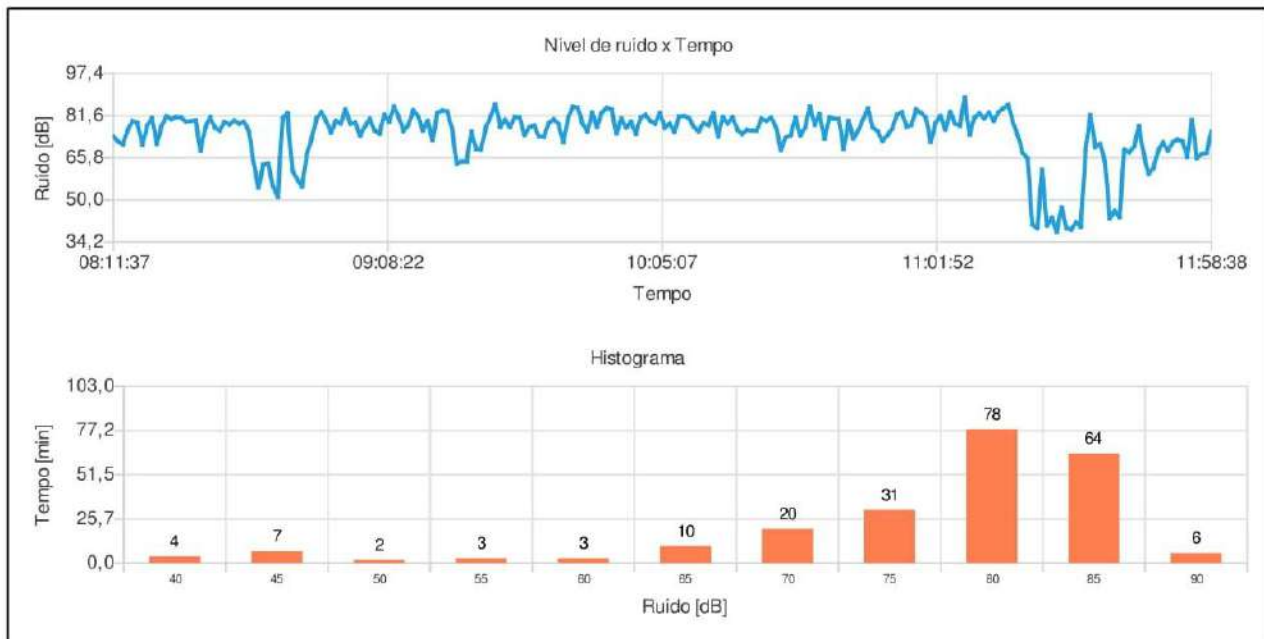 Nivel de ruido x Tempo
97,4
81,6
65,8
50,0
34,2
Ruído [dB]
08:11:37 09:08:22 10:05:07 11:01:52 11:58:38
Tempo
Histograma
103,0
77,2
51,5
25,7
0,0
Tempo [min]
4 7 2 3 3 10 20 31 78 64 6
40 45 50 55 60 65 70 75 80 85 90
Ruído [dB]